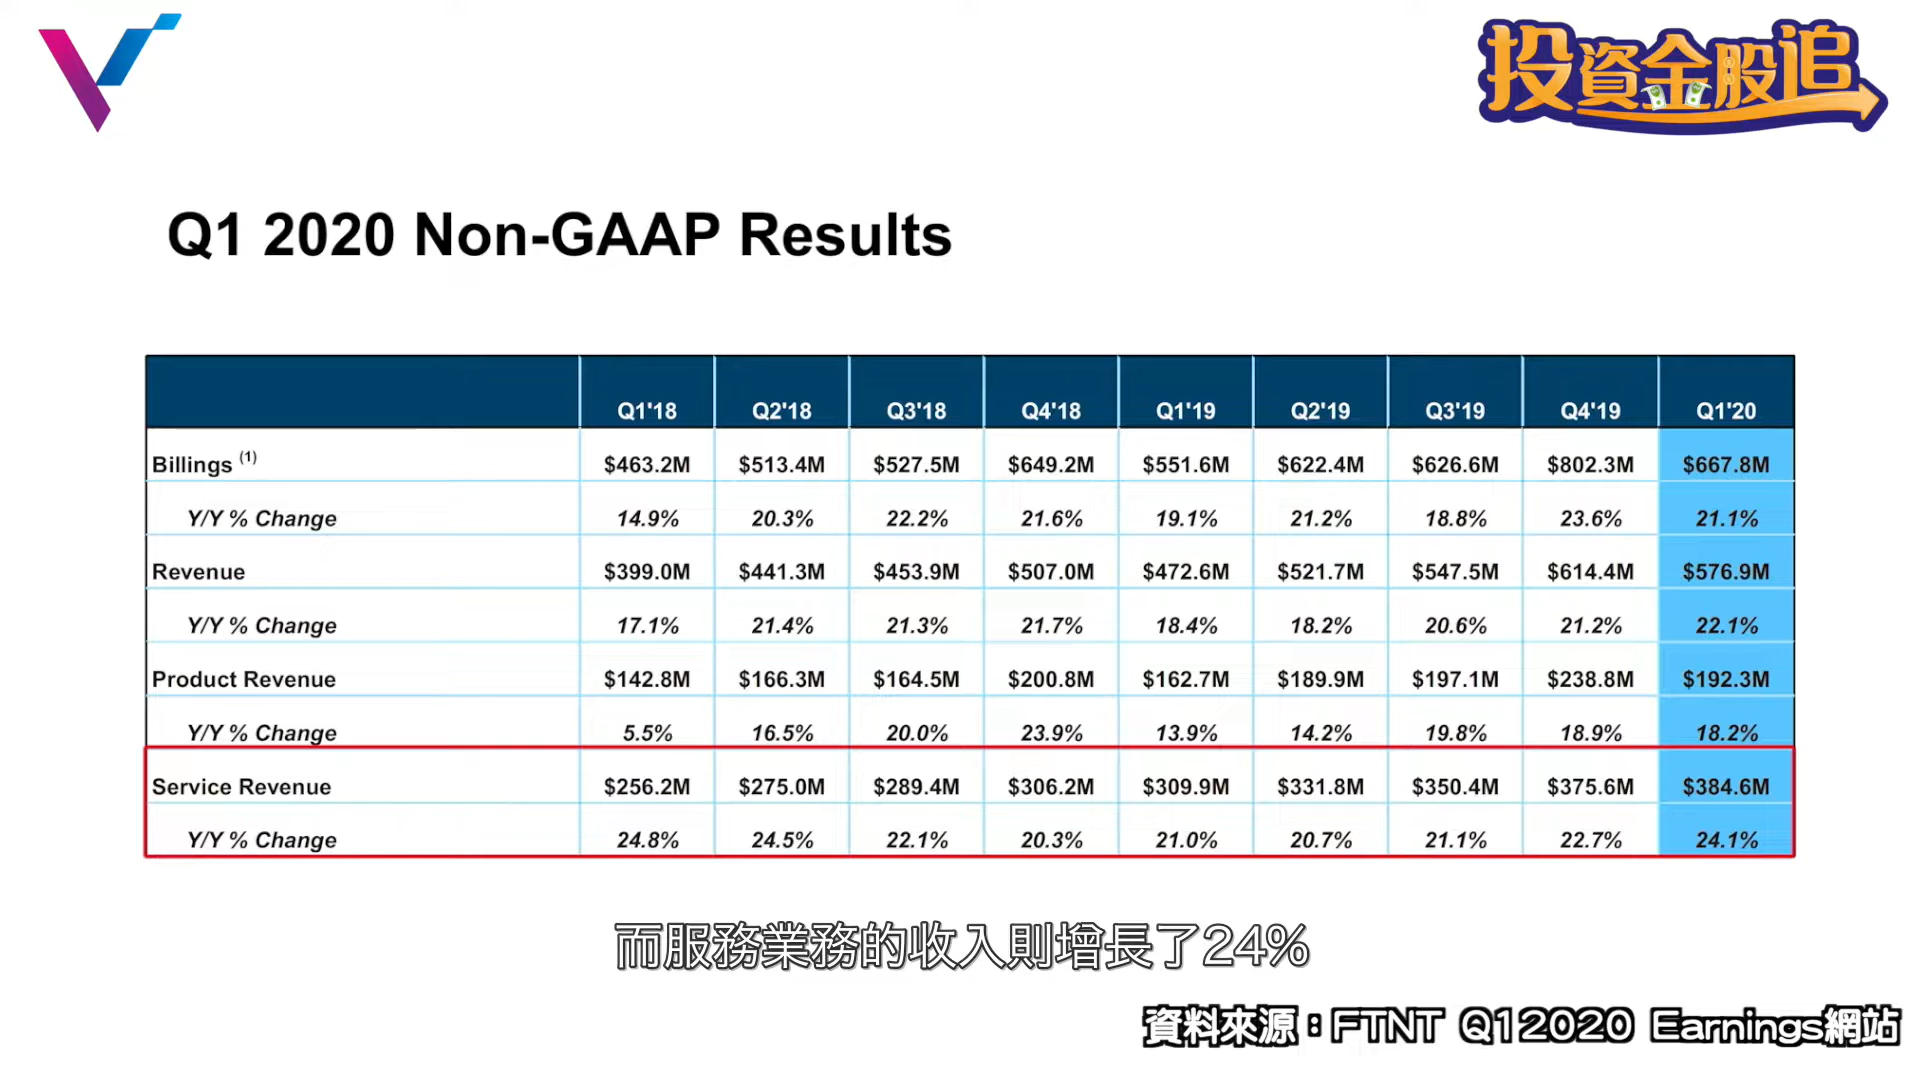 投資金股追
Q1 2020 Non-GAAP Results
Q1'18 Q2'18 Q3'18 Q4'18 Q1'19 Q2'19 Q3'19 Q4'19 Q1'20
Billings (1) $463.2M $513.4M $527.5M $649.2M $551.6M $622.4M $626.6M $802.3M $667.8M
Y/Y % Change 14.9% 20.3% 22.2% 21.6% 19.1% 21.2% 18.8% 23.6% 21.1%
Revenue $399.0M $441.3M $453.9M $507.0M $472.6M $521.7M $547.5M $614.4M $576.9M
Y/Y % Change 17.1% 21.4% 21.3% 21.7% 18.4% 18.2% 20.6% 21.2% 22.1%
Product Revenue $142.8M $166.3M $164.5M $200.8M $162.7M $189.9M $197.1M $238.8M $192.3M
Y/Y % Change 5.5% 16.5% 20.0% 23.9% 13.9% 14.2% 19.8% 18.9% 18.2%
Service Revenue $256.2M $275.0M $289.4M $306.2M $309.9M $331.8M $350.4M $375.6M $384.6M
Y/Y % Change 24.8% 24.5% 22.1% 20.3% 21.0% 20.7% 21.1% 22.7% 24.1%
而服務業務的收入則增長了24%
資料來源：FTNT Q12020 Earnings網站